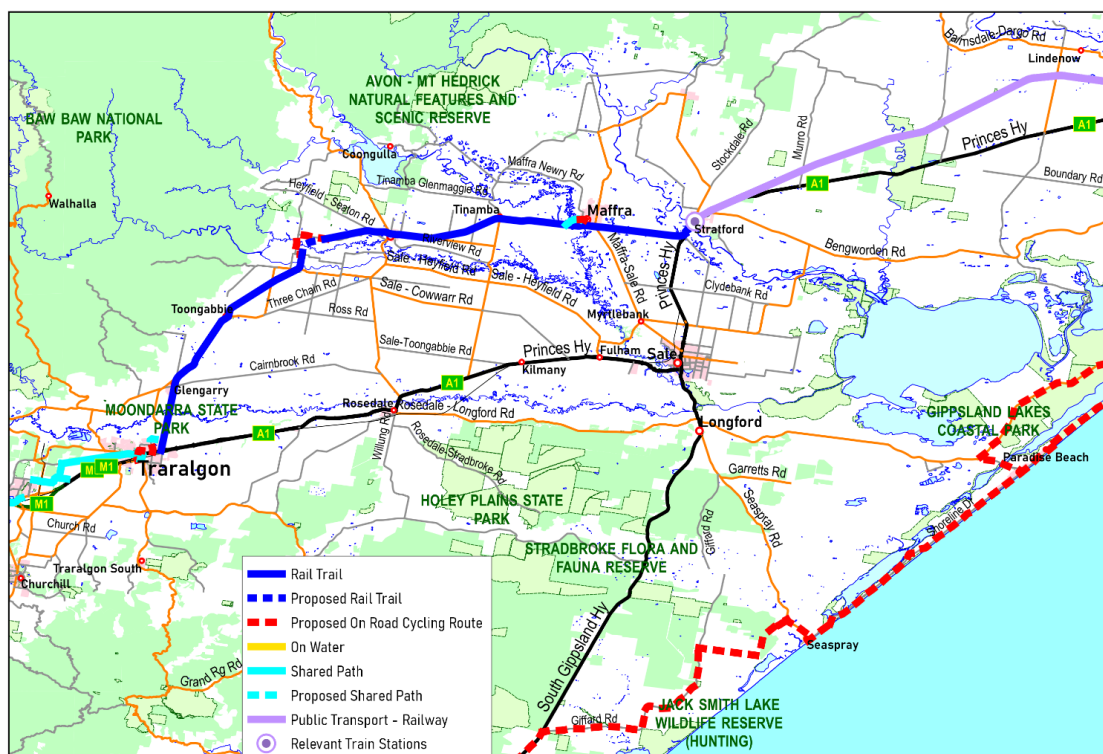 Bairnsdale-Dargo Rd
Lindenow
AVON - MT HEDRICK
NATURAL FEATURES AND
SCENIC RESERVE
BAW BAW NATIONAL
PARK
Stockdale Rd
Munro Rd
Princes Hy
A1
Coongulla
Maffra Newry Rd
Boundary Rd
A1
Tinamba Glenmaggie Rd
Heyfield - Seaton Rd
Walhalla
Tinamba
Maffra
Stratford
Riverview Rd
Bengworden Rd
Maffra-Sale Rd
Princes Hy
Sale - Heyfield Rd
Sale - Heyfield Rd
Clydebank Rd
Three Chain Rd
Sale - Cowwarr Rd
Toongabbie
Ross Rd
Myrtlebank
Sale-Toongabbie Rd
Princes Hy
Fulham
Sale
Cairnbrook Rd
Kilmany
Glengarry
A1
MOONDARRA STATE
PARK
Rosedale
Rosedale - Longford Rd
GIPPSLAND LAKES
COASTAL PARK
A1
Willung Rd
Longford
Rosedale-Stradbroke Rd
Traralgon
M
M1
Paradise Beach
Garretts Rd
HOLEY PLAINS STATE
PARK
M1
Seaspray Rd
Shoreline Dr
Church Rd
Giffard Rd
STRADBROKE FLORA AND
FAUNA RESERVE
Traralgon South
Churchill
Rail Trail
Proposed Rail Trail
Proposed On Road Cycling Route
On Water
Shared Path
Proposed Shared Path
Public Transport - Railway
Relevant Train Stations
South Gippsland Hy
Seaspray
Grand Rg Rd
JACK SMITH LAKE
WILDLIFE RESERVE
(HUNTING)
Giffard Rd